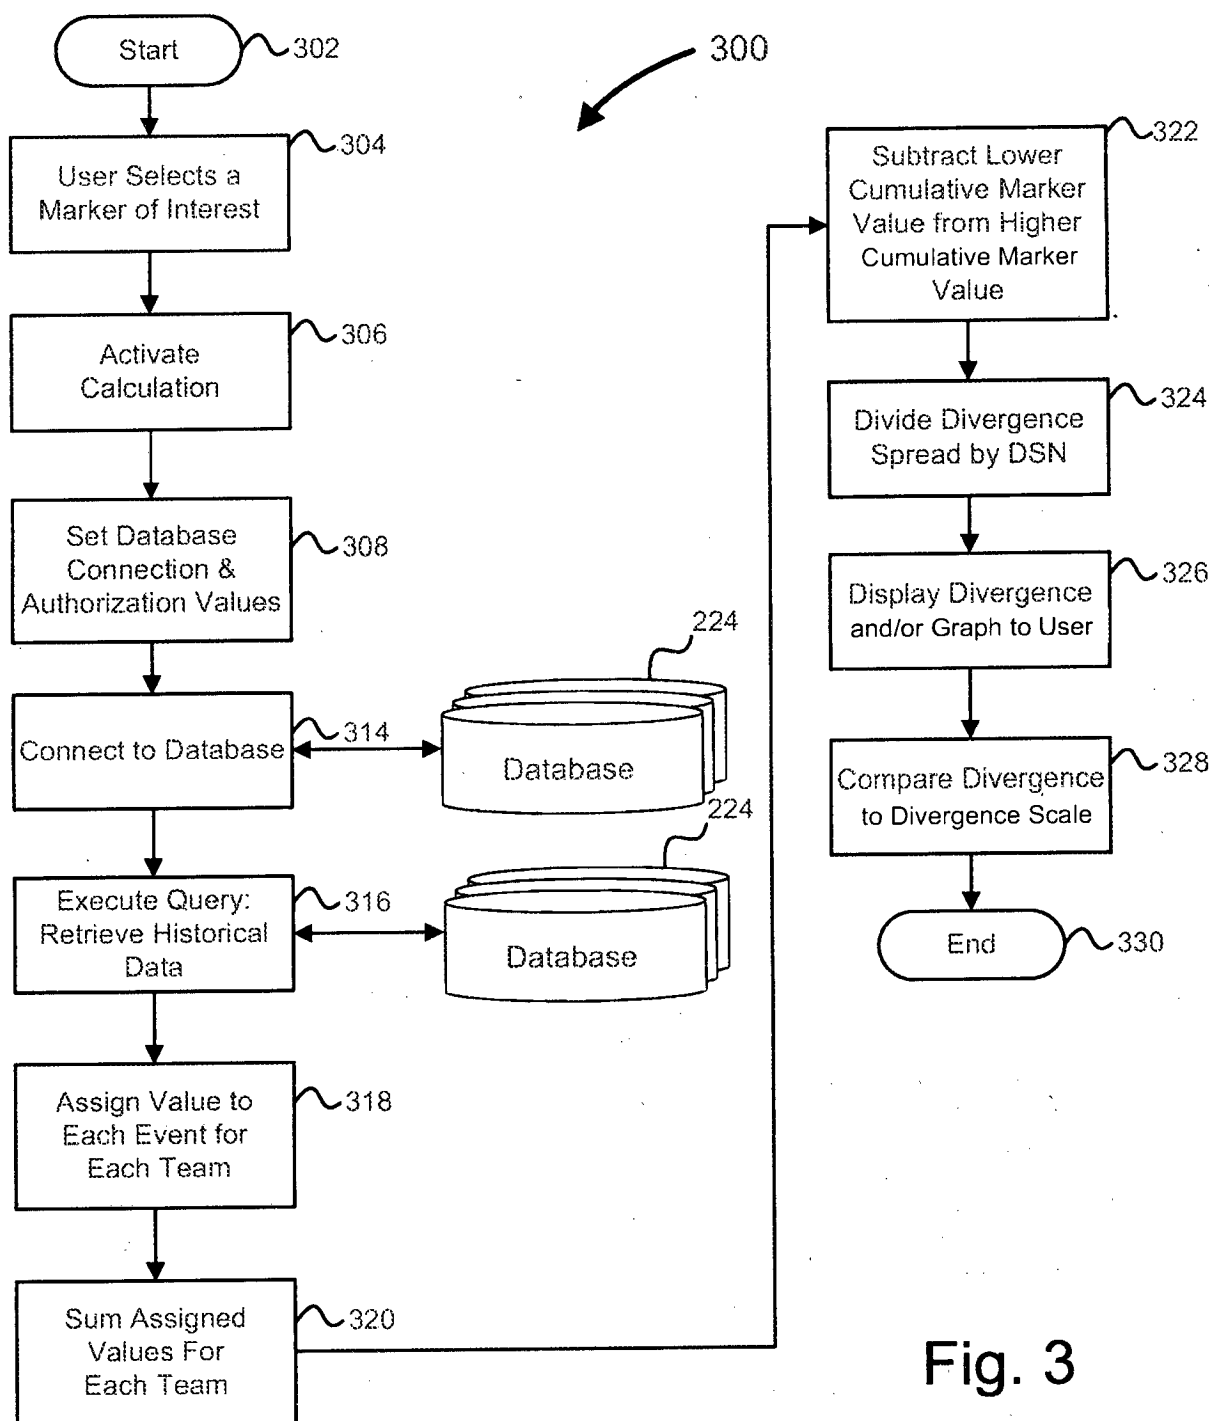 Start
302
300
User Selects a
Marker of Interest
304
Activate
Calculation
306
Set Database
Connection &
Authorization Values
308
Connect to Database
314
224
Database
Execute Query:
Retrieve Historical
Data
316
224
Database
Assign Value to
Each Event for
Each Team
318
Sum Assigned
Values For
Each Team
320
Subtract Lower
Cumulative Marker
Value from Higher
Cumulative Marker
Value
322
Divide Divergence
Spread by DSN
324
Display Divergence
and/or Graph to User
326
Compare Divergence
to Divergence Scale
328
End
330
Fig. 3